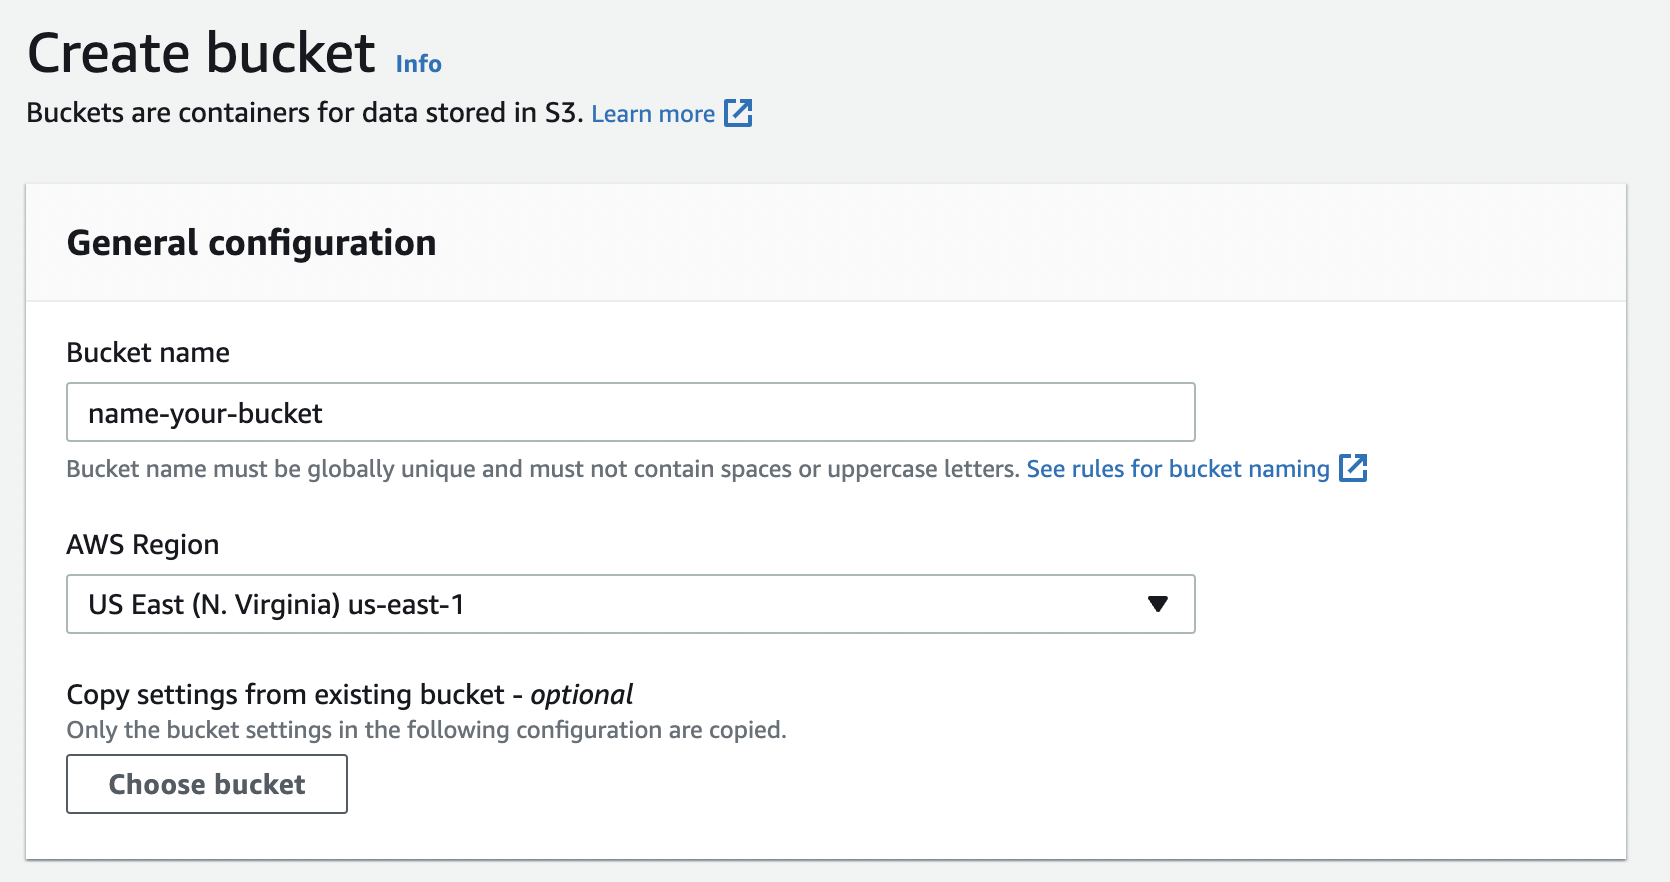 Create bucket Info
Buckets are containers for data stored in S3. Learn more
General configuration
Bucket name
name-your-bucket
Bucket name must be globally unique and must not contain spaces or uppercase letters. See rules for bucket naming
AWS Region
US East (N. Virginia) us-east-1
Copy settings from existing bucket - optional
Only the bucket settings in the following configuration are copied.
Choose bucket